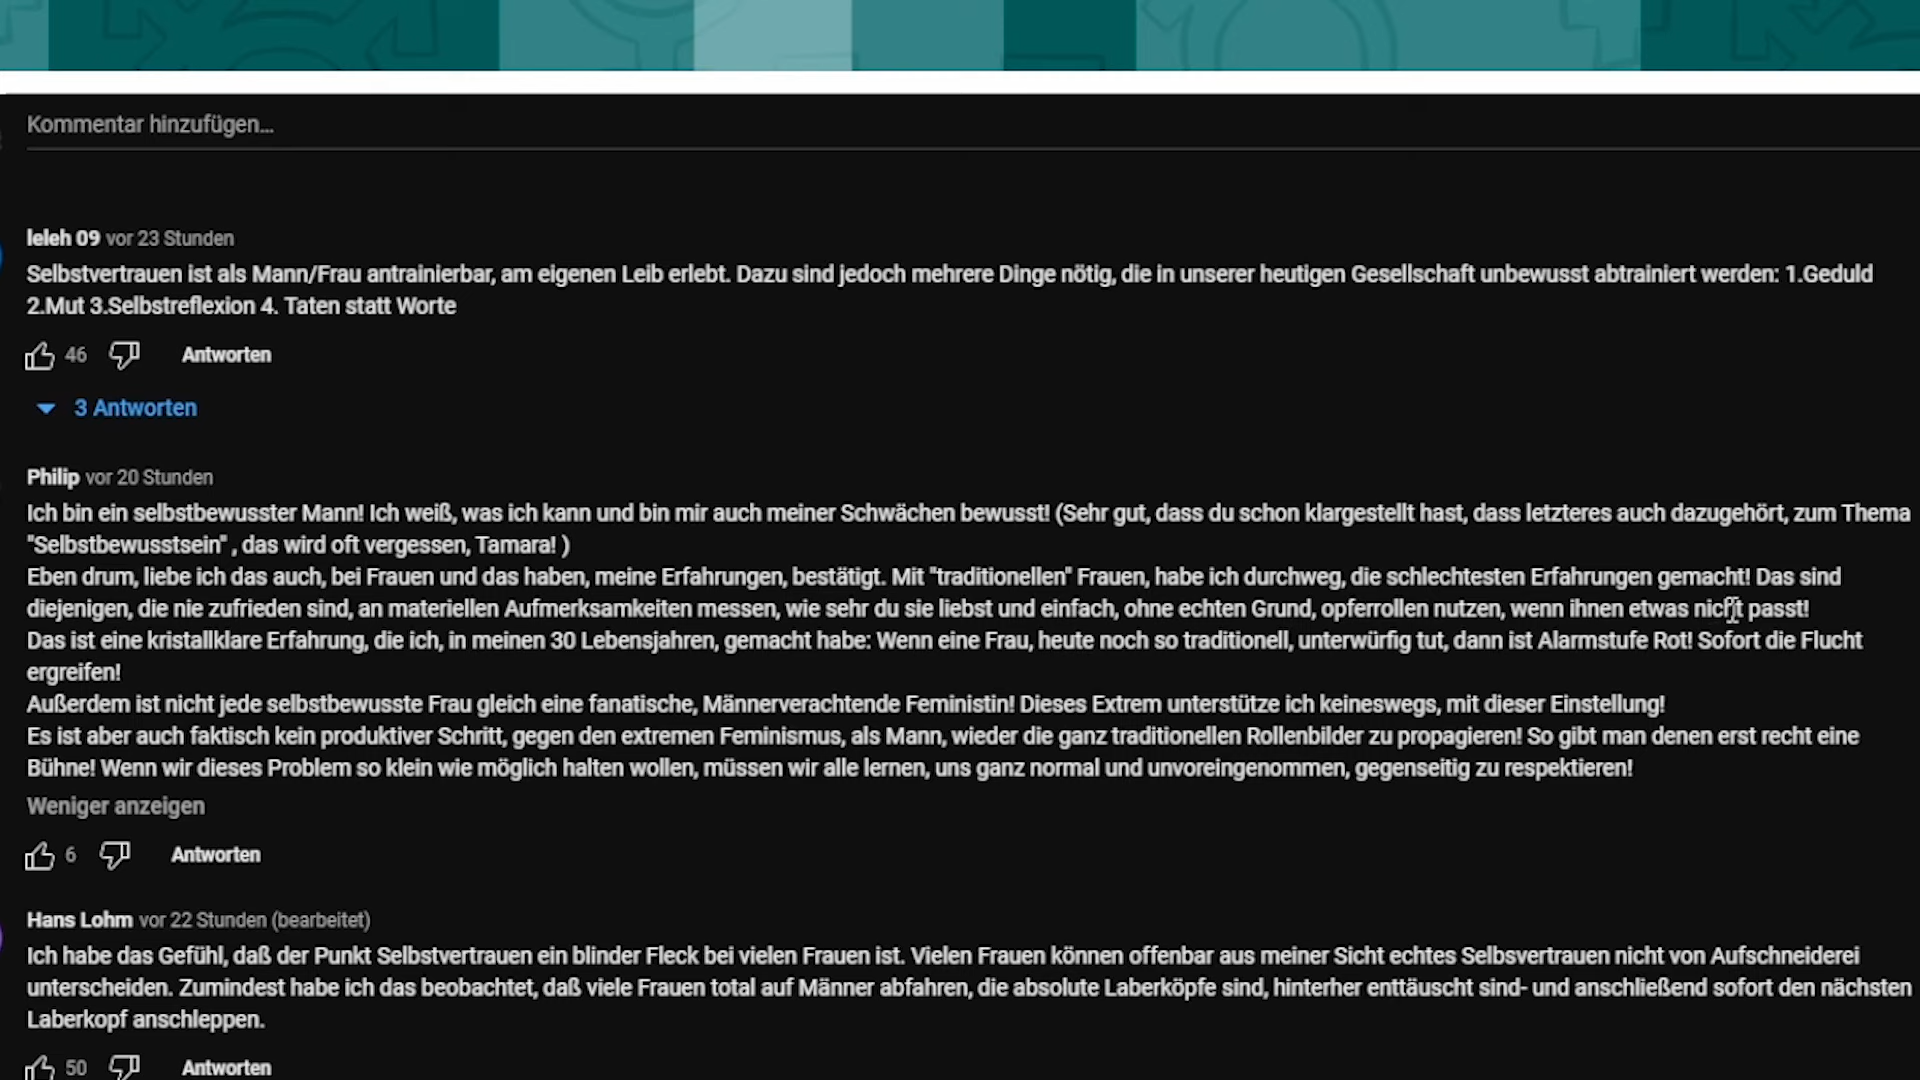 Kommentar hinzufügen...
leleh 09 vor 23 Stunden
Selbstvertrauen ist als Mann/Frau antrainierbar, am eigenen Leib erlebt. Dazu sind jedoch mehrere Dinge nötig, die in unserer heutigen Gesellschaft unbewusst abtrainiert werden: 1.Geduld
2.Mut 3.Selbstreflexion 4. Taten statt Worte
46 Antworten
3 Antworten
Philip vor 20 Stunden
Ich bin ein selbstbewusster Mann! Ich weiß, was ich kann und bin mir auch meiner Schwächen bewusst! (Sehr gut, dass du schon klargestellt hast, dass letzteres auch dazugehört, zum Thema
"Selbstbewusstsein" , das wird oft vergessen, Tamara! )
Eben drum, liebe ich das auch, bei Frauen und das haben, meine Erfahrungen, bestätigt. Mit "traditionellen" Frauen, habe ich durchweg, die schlechtesten Erfahrungen gemacht! Das sind
diejenigen, die nie zufrieden sind, an materiellen Aufmerksamkeiten messen, wie sehr du sie liebst und einfach, ohne echten Grund, opferrollen nutzen, wenn ihnen etwas nicht passt!
Das ist eine kristallklare Erfahrung, die ich, in meinen 30 Lebensjahren, gemacht habe: Wenn eine Frau, heute noch so traditionell, unterwürfig tut, dann ist Alarmstufe Rot! Sofort die Flucht
ergreifen!
Außerdem ist nicht jede selbstbewusste Frau gleich eine fanatische, Männerverachtende Feministin! Dieses Extrem unterstütze ich keineswegs, mit dieser Einstellung!
Es ist aber auch faktisch kein produktiver Schritt, gegen den extremen Feminismus, als Mann, wieder die ganz traditionellen Rollenbilder zu propagieren! So gibt man denen erst recht eine
Bühne! Wenn wir dieses Problem so klein wie möglich halten wollen, müssen wir alle lernen, uns ganz normal und unvoreingenommen, gegenseitig zu respektieren!
Weniger anzeigen
6 Antworten
Hans Lohm vor 22 Stunden (bearbeitet)
Ich habe das Gefühl, daß der Punkt Selbstvertrauen ein blinder Fleck bei vielen Frauen ist. Vielen Frauen können offenbar aus meiner Sicht echtes Selbsvertrauen nicht von Aufschneiderei
unterscheiden. Zumindest habe ich das beobachtet, daß viele Frauen total auf Männer abfahren, die absolute Laberköpfe sind, hinterher enttäuscht sind- und anschließend sofort den nächsten
Laberkopf anschleppen.
50 Antworten